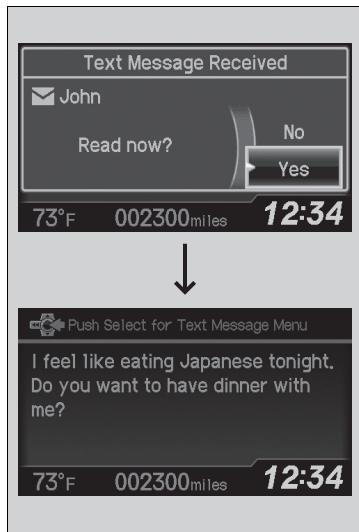 Text Message Received
John
Read now?
No
Yes
73°F 002300miles 12:34
Push Select for Text Message Menu
I feel like eating Japanese tonight.
Do you want to have dinner with
me?
73°F 002300miles 12:34